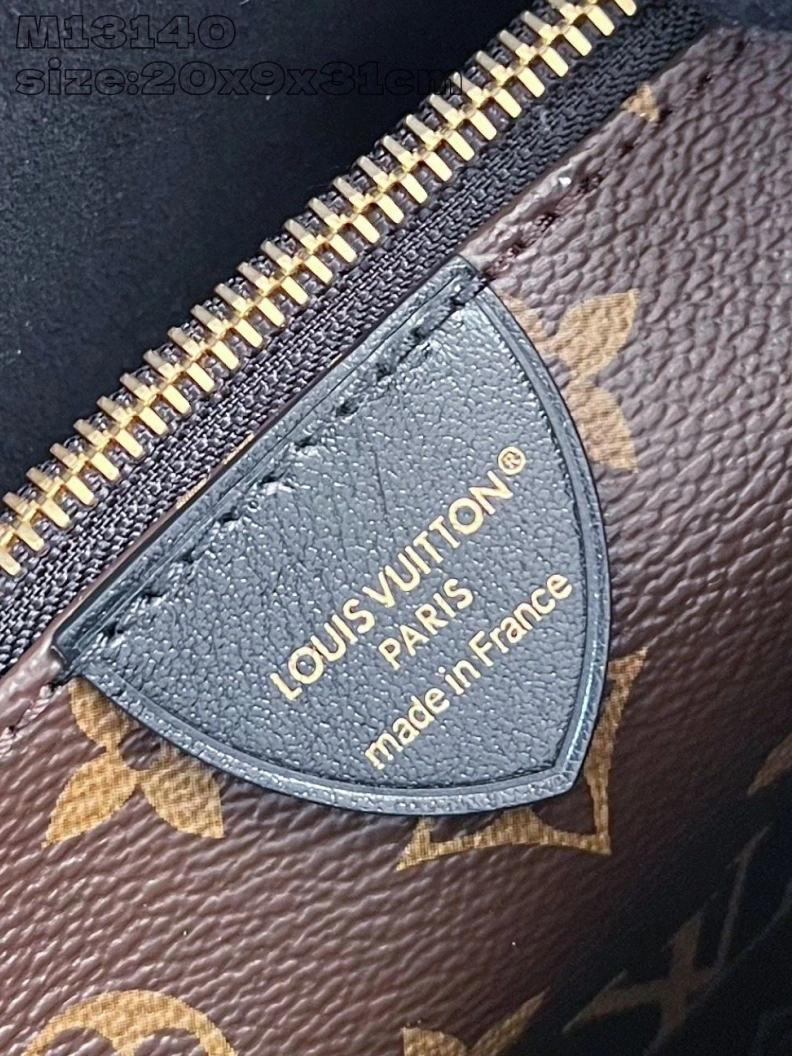 M13140
size:20x9x31cm
LOUIS VUITTON®
PARIS
made in France